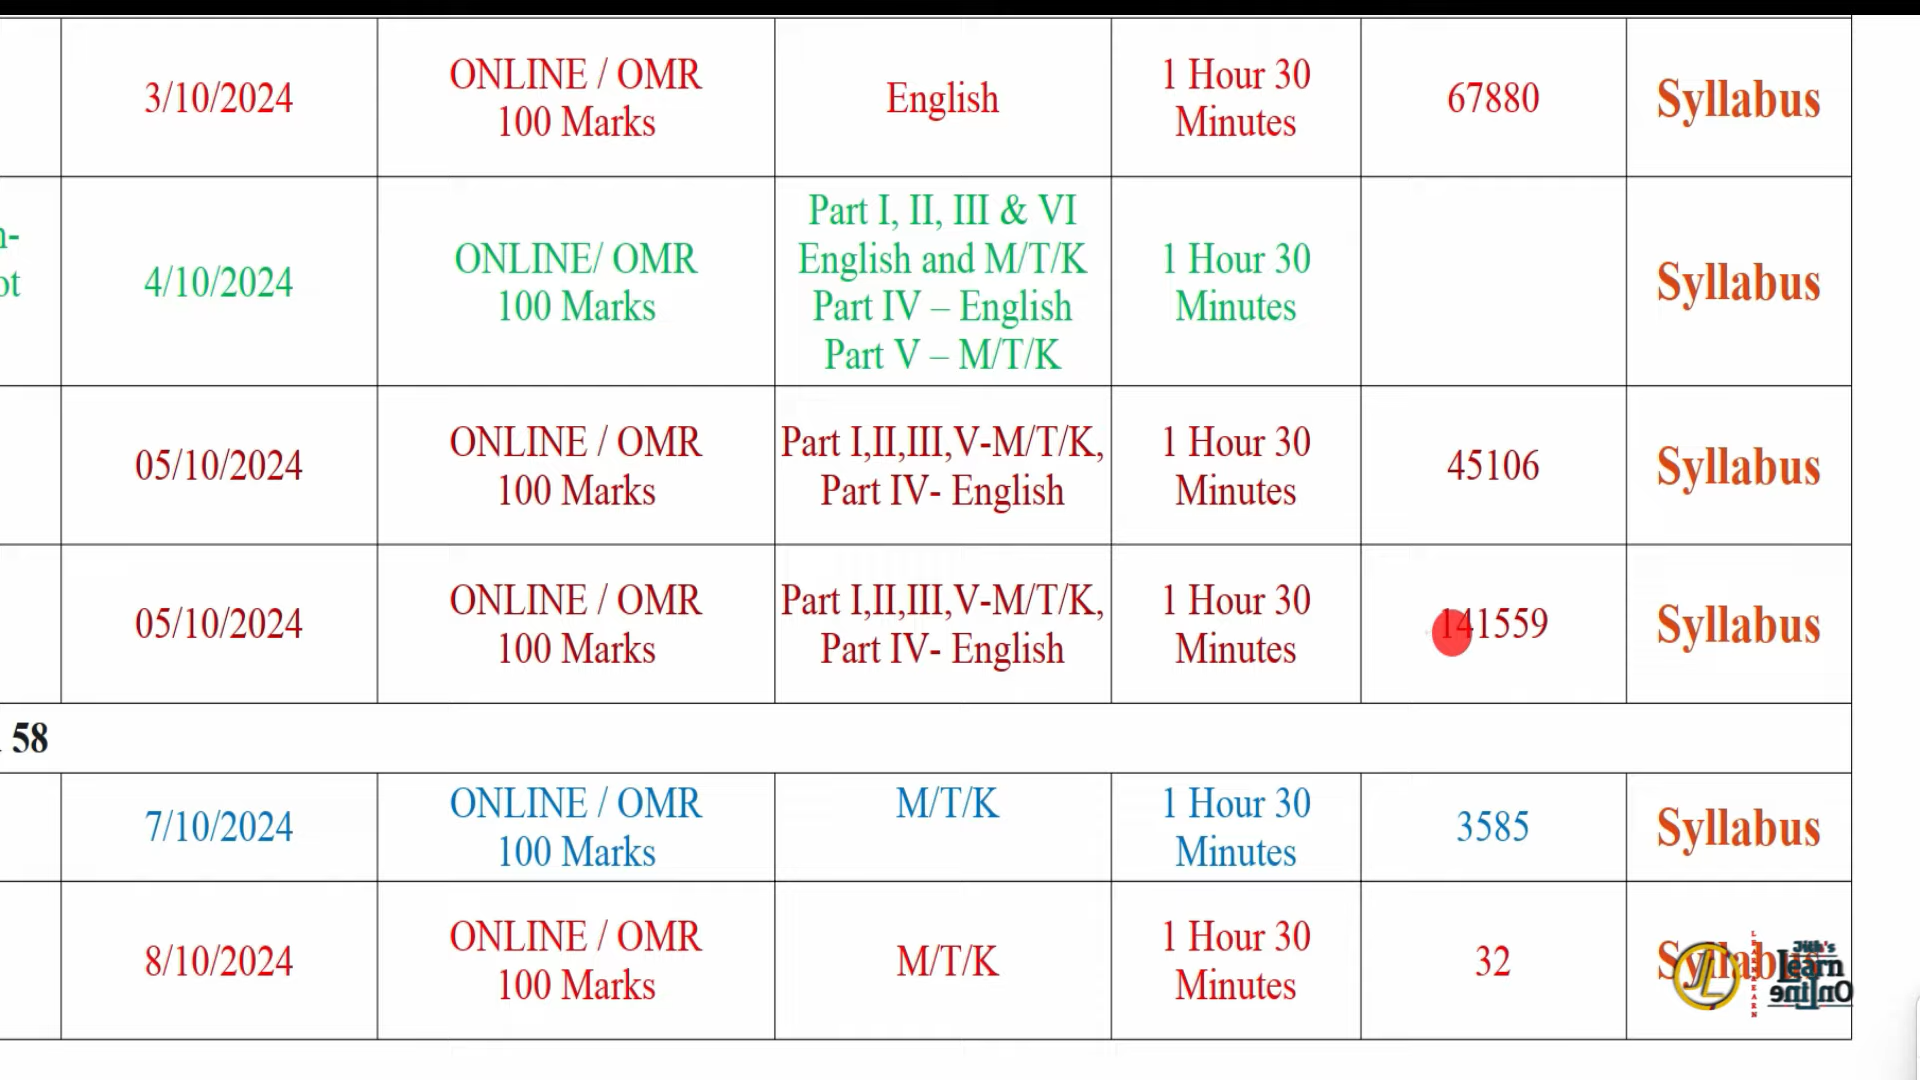 3/10/2024
ONLINE / OMR
100 Marks
English
1 Hour 30
Minutes
67880
Syllabus
n-
ot
4/10/2024
ONLINE/ OMR
100 Marks
Part I, II, III & VI
English and M/T/K
Part IV – English
Part V – M/T/K
1 Hour 30
Minutes
Syllabus
05/10/2024
ONLINE / OMR
100 Marks
Part I,II,III,V-M/T/K,
Part IV- English
1 Hour 30
Minutes
45106
Syllabus
05/10/2024
ONLINE / OMR
100 Marks
Part I,II,III,V-M/T/K,
Part IV- English
1 Hour 30
Minutes
141559
Syllabus
58
7/10/2024
ONLINE / OMR
100 Marks
M/T/K
1 Hour 30
Minutes
3585
Syllabus
8/10/2024
ONLINE / OMR
100 Marks
M/T/K
1 Hour 30
Minutes
32
Syllabus
JL
Jith's
Learn
Online